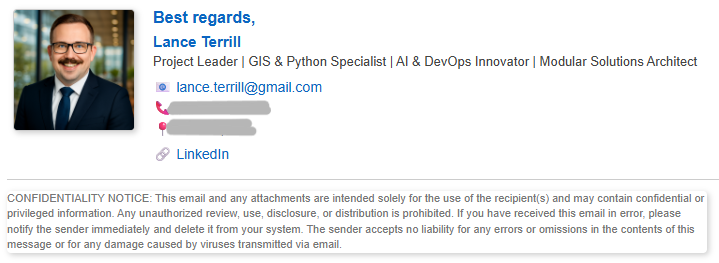 Best regards,
Lance Terrill
Project Leader | GIS & Python Specialist | AI & DevOps Innovator | Modular Solutions Architect
lance.terrill@gmail.com
LinkedIn
CONFIDENTIALITY NOTICE: This email and any attachments are intended solely for the use of the recipient(s) and may contain confidential or
privileged information. Any unauthorized review, use, disclosure, or distribution is prohibited. If you have received this email in error, please
notify the sender immediately and delete it from your system. The sender accepts no liability for any errors or omissions in the contents of this
message or for any damage caused by viruses transmitted via email.